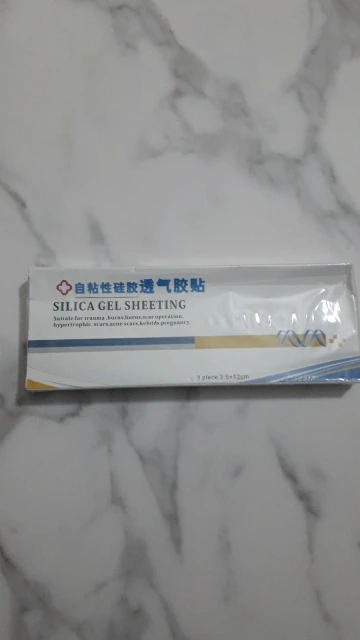 自粘性硅胶透气胶贴
SILICA GEL SHEETING
Suitale for trauma ,burns,burns,scar operation,
hypertrophic scars,acne scars,keloids,pregnancy
1 piece 3.5×12cm